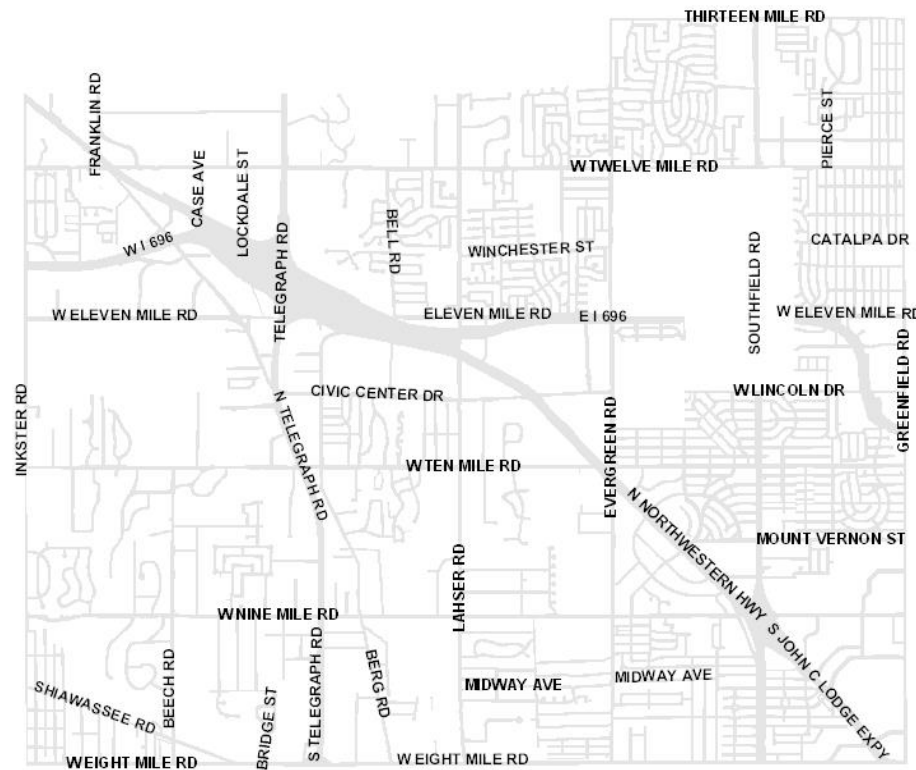 THIRTEEN MILE RD
FRANKLIN RD
PIERCE ST
W TWELVE MILE RD
CASE AVE
LOCKDALE ST
BELL RD
W I 696
TELEGRAPH RD
WINCHESTER ST
SOUTHFIELD RD
CATALPA DR
W ELEVEN MILE RD
ELEVEN MILE RD
E I 696
W ELEVEN MILE RD
GREENFIELD RD
CIVIC CENTER DR
W LINCOLN DR
INKSTER RD
N TELEGRAPH RD
EVERGREEN RD
W TEN MILE RD
N NORTHWESTERN HWY
MOUNT VERNON ST
LAHSER RD
W NINE MILE RD
S JOHN C LODGE EXPY
SHIAWASSEE RD
BEECH RD
BRIDGE ST
S TELEGRAPH RD
BERG RD
MIDWAY AVE
MIDWAY AVE
W EIGHT MILE RD
W EIGHT MILE RD